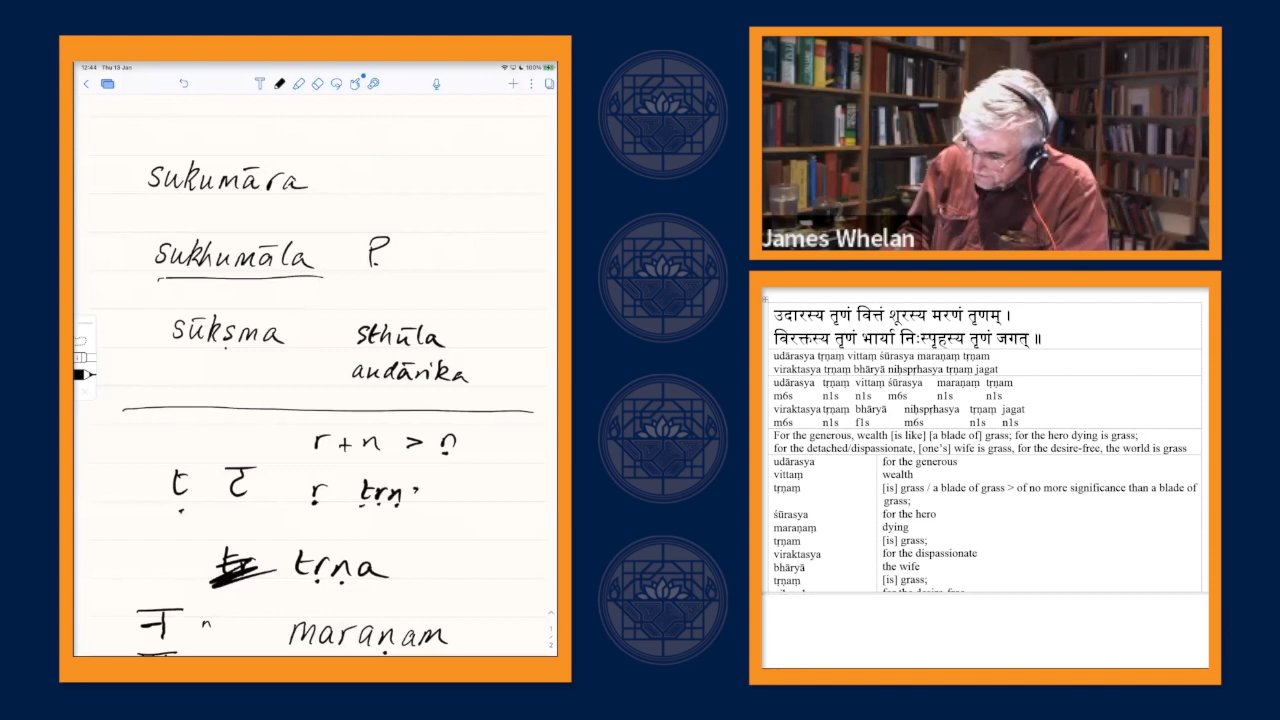 12:44 Thu 13 Jan
100%
sukumāra
sukhumāla ?
sūkṣma sthūla
audārika
r + n > ṇ
ṭ ट ṛ tṛṇ
tṛṇa
न n maraṇam
James Whelan
उदारस्य तृणं वित्तं शूरस्य मरणं तृणम् ।
विरक्तस्य तृणं भार्या निःस्पृहस्य तृणं जगत् ॥
udārasya tṛṇaṃ vittaṃ śūrasya maraṇaṃ tṛṇam
viraktasya tṛṇaṃ bhāryā niḥspṛhasya tṛṇaṃ jagat
udārasya tṛṇaṃ vittaṃ śūrasya maraṇaṃ tṛṇam
m6s n1s n1s m6s n1s n1s
viraktasya tṛṇaṃ bhāryā niḥspṛhasya tṛṇaṃ jagat
m6s n1s f1s m6s n1s n1s
For the generous, wealth [is like] [a blade of] grass; for the hero dying is grass;
for the detached/dispassionate, [one's] wife is grass, for the desire-free, the world is grass
udārasya for the generous
vittaṃ wealth
tṛṇaṃ [is] grass / a blade of grass > of no more significance than a blade of
grass;
śūrasya for the hero
maraṇaṃ dying
tṛṇam [is] grass;
viraktasya for the dispassionate
bhāryā the wife
tṛṇaṃ [is] grass;